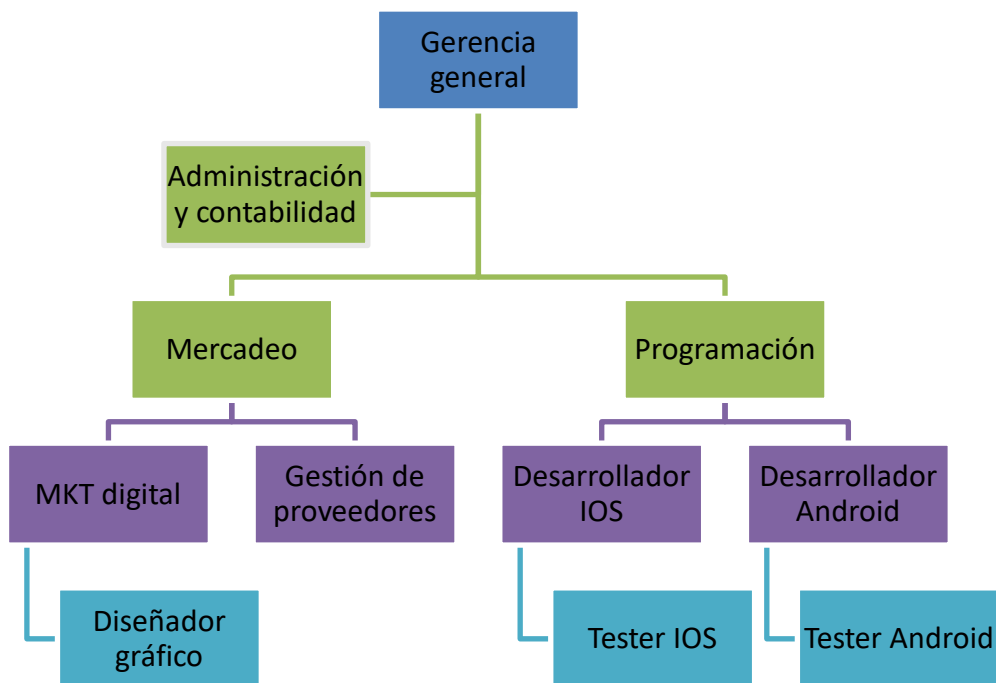 Gerencia
general
Administración
y contabilidad
Mercadeo
Programación
MKT digital
Gestión de
proveedores
Desarrollador
IOS
Desarrollador
Android
Diseñador
gráfico
Tester IOS
Tester Android